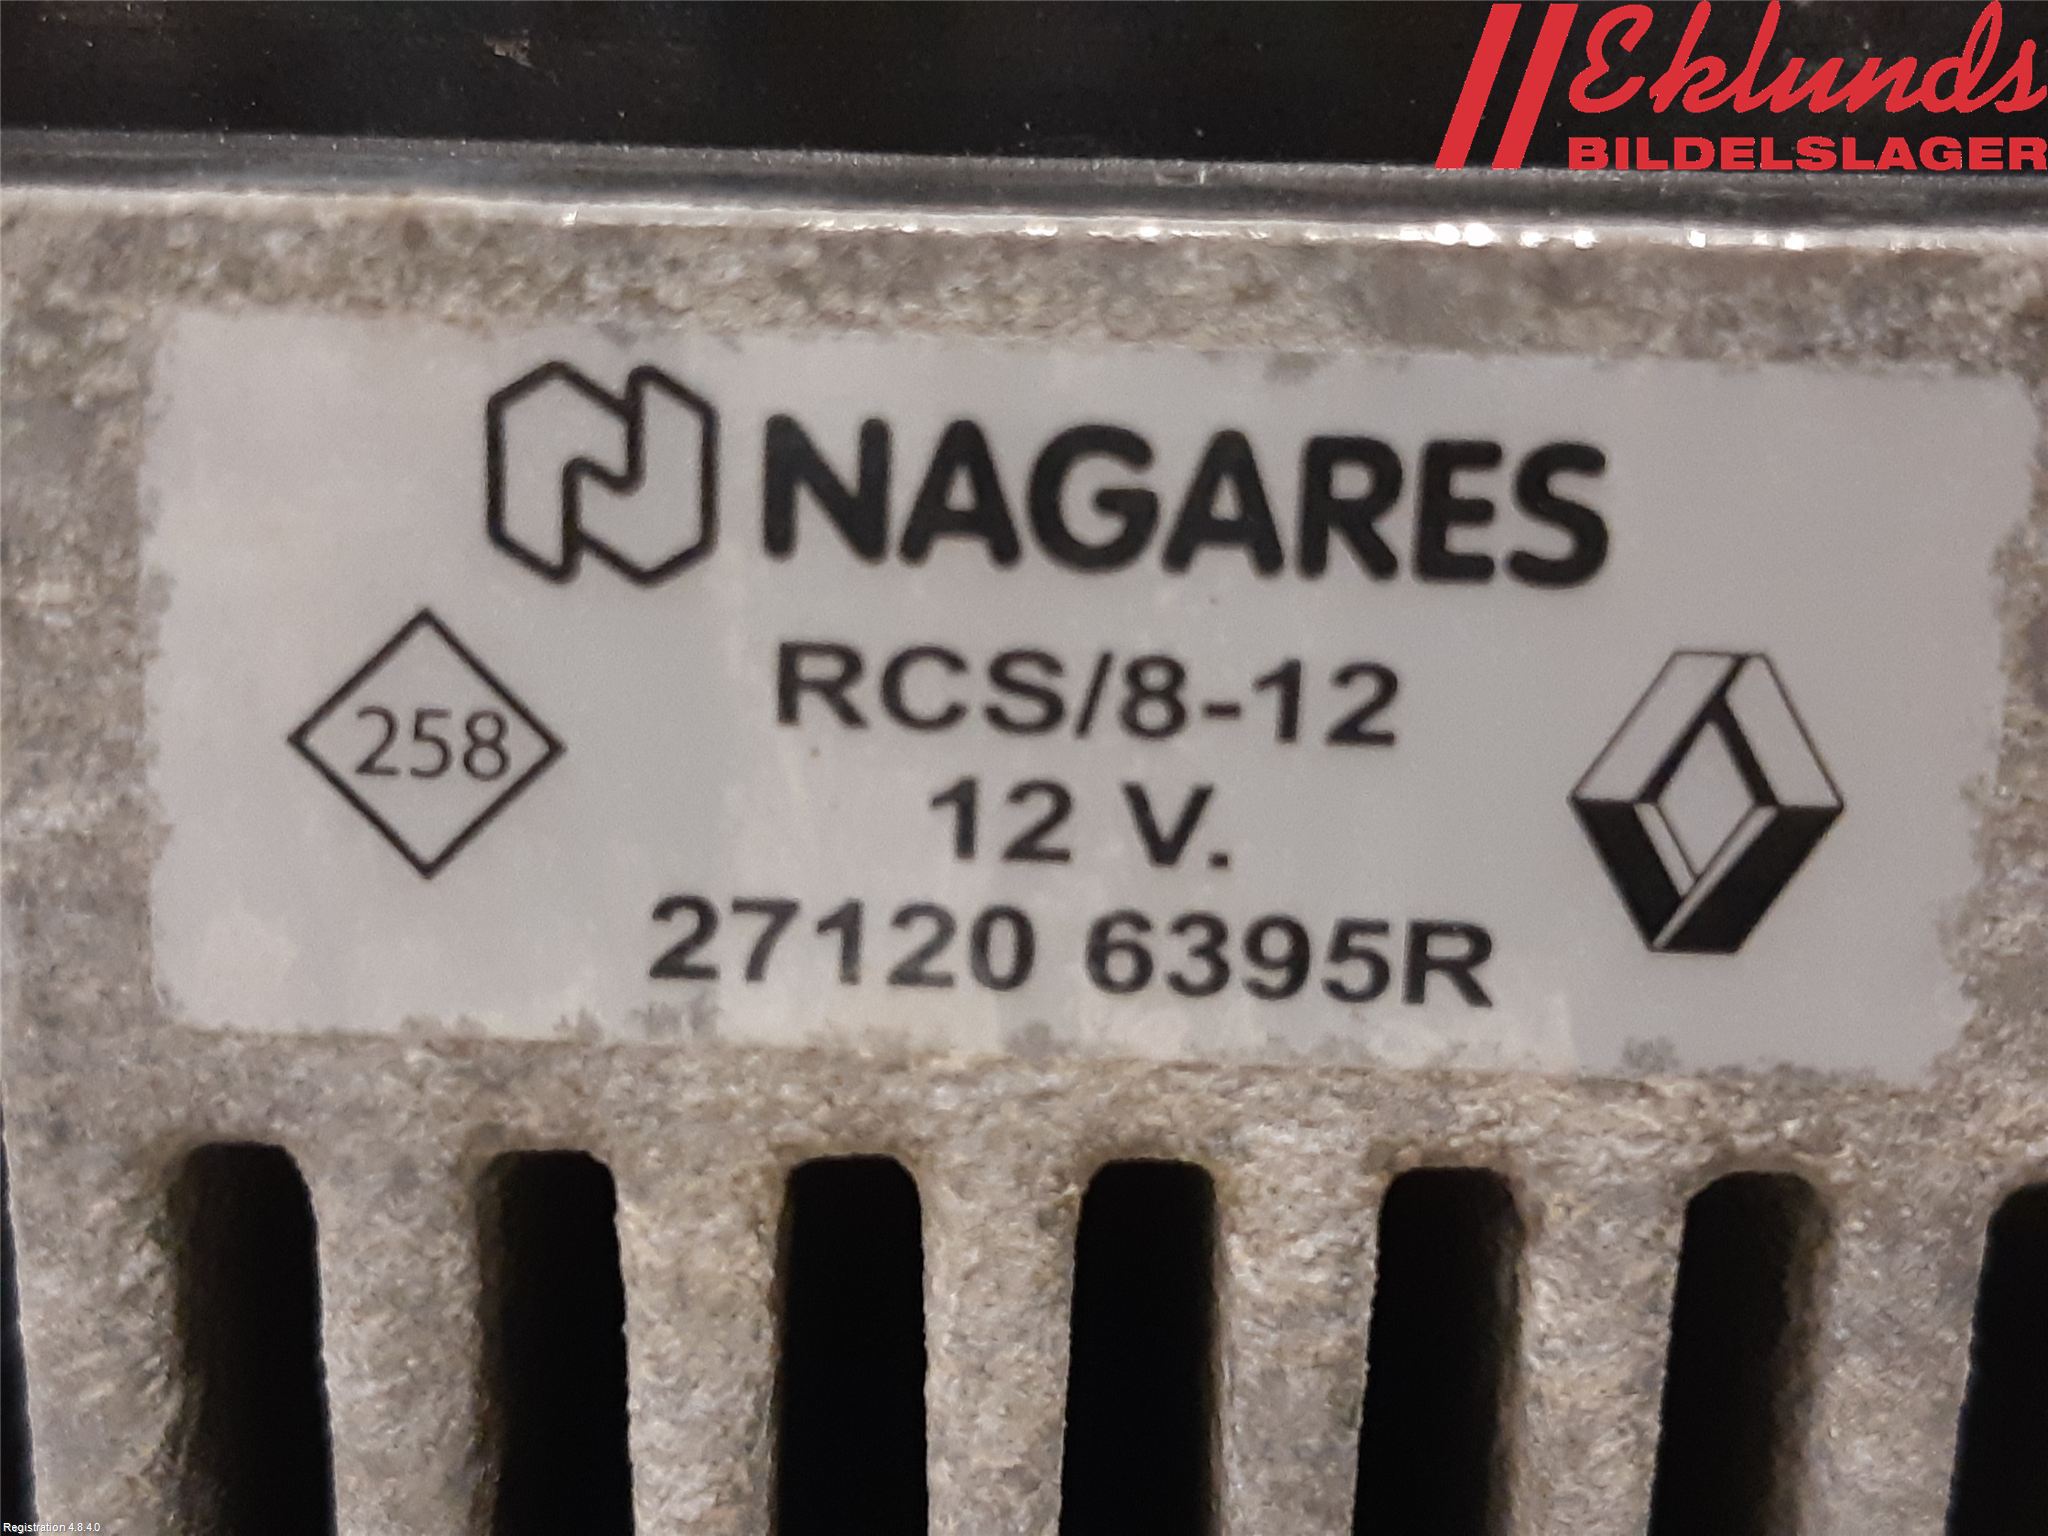 Eklunds
BILDELSLAGER
NAGARES
RCS/8-12
258
12 V.
27120 6395R
Registration 4.8.4.0